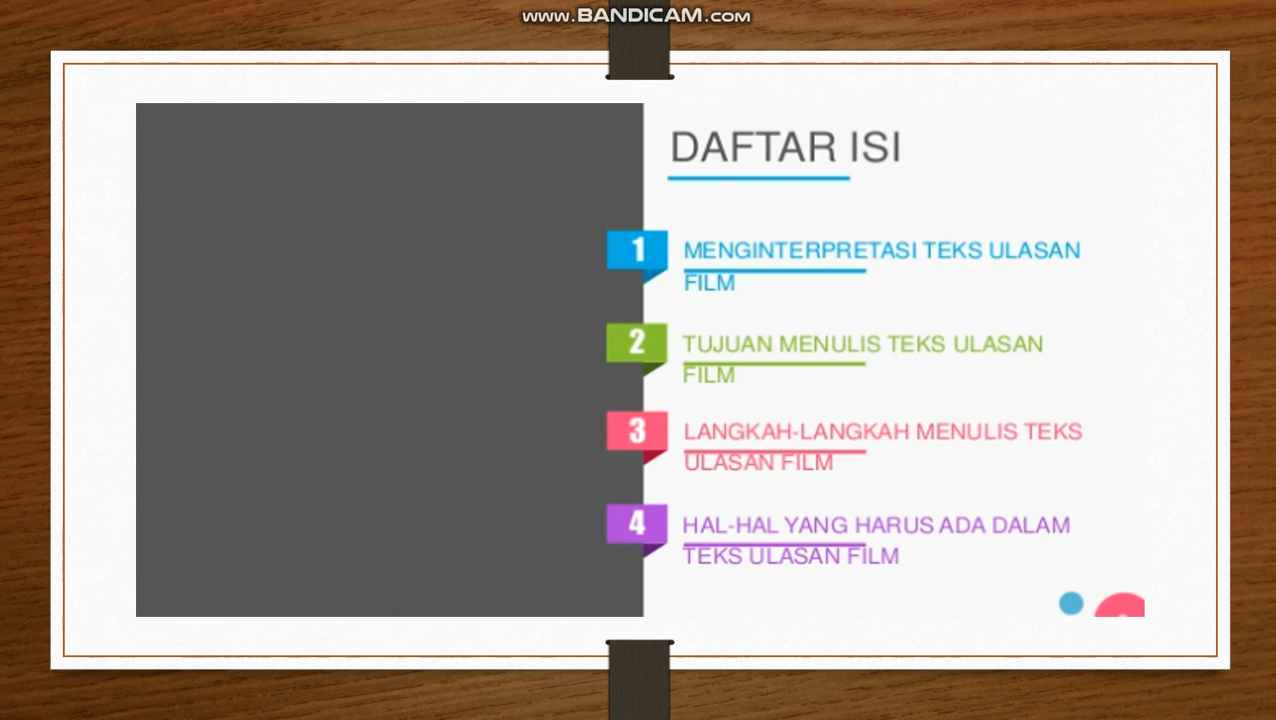 www.BANDICAM.com
DAFTAR ISI
1
MENGINTERPRETASI TEKS ULASAN
FILM
2
TUJUAN MENULIS TEKS ULASAN
FILM
3
LANGKAH-LANGKAH MENULIS TEKS
ULASAN FILM
4
HAL-HAL YANG HARUS ADA DALAM
TEKS ULASAN FILM